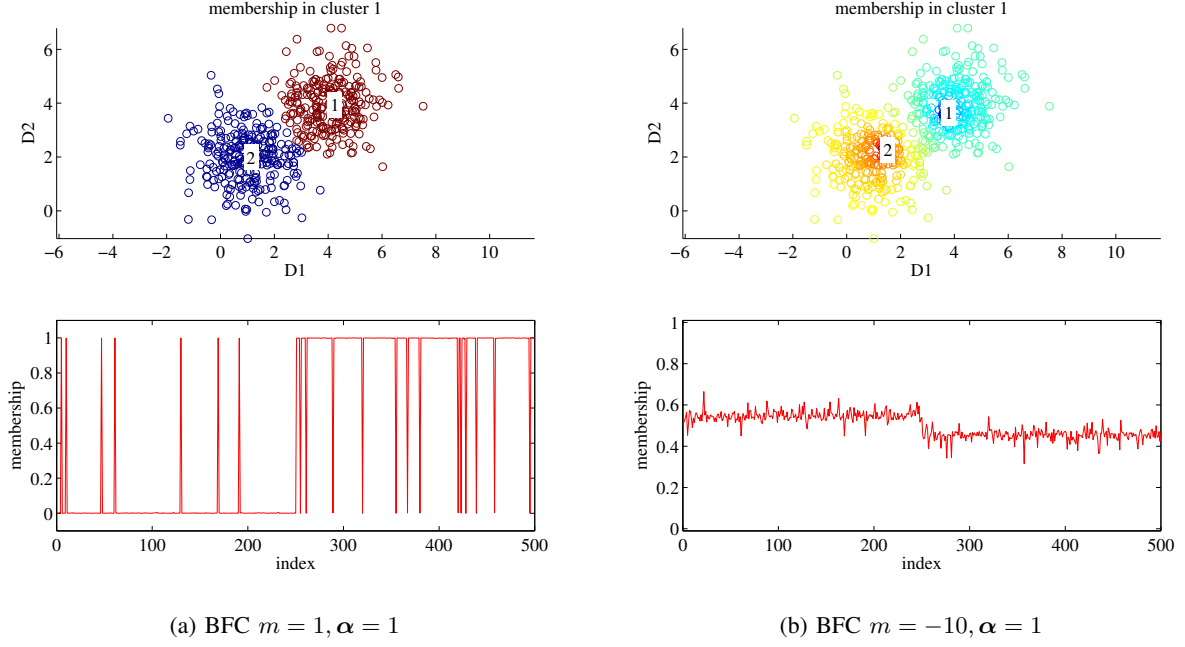 membership in cluster 1
6
4
2
0
D2
1
2
−6 −4 −2 0 2 4 6 8 10
D1
1
0.8
0.6
0.4
0.2
0
membership
0 100 200 300 400 500
index
(a) BFC m = 1, α = 1
membership in cluster 1
6
4
2
0
D2
1
2
−6 −4 −2 0 2 4 6 8 10
D1
1
0.8
0.6
0.4
0.2
0
membership
0 100 200 300 400 500
index
(b) BFC m = −10, α = 1